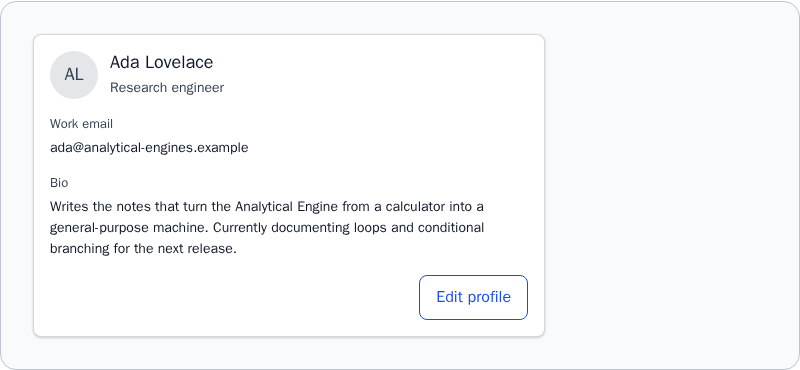 AL
Ada Lovelace
Research engineer
Work email
ada@analytical-engines.example
Bio
Writes the notes that turn the Analytical Engine from a calculator into a
general-purpose machine. Currently documenting loops and conditional
branching for the next release.
Edit profile